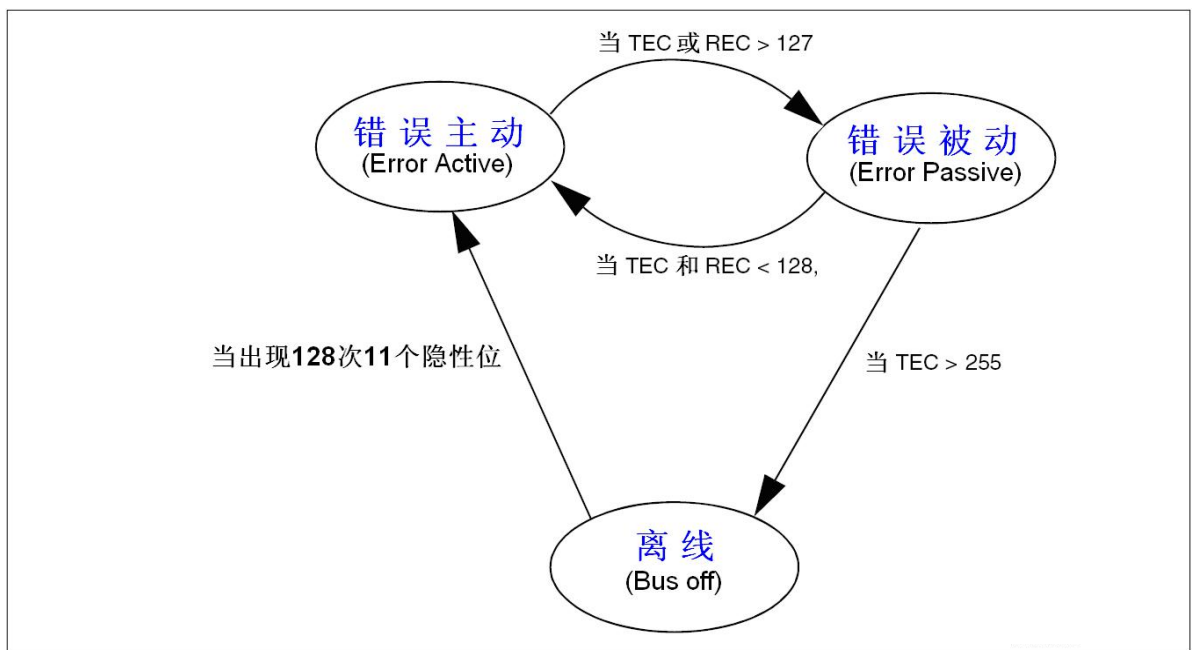 当 TEC 或 REC > 127
错误主动
(Error Active)
错误被动
(Error Passive)
当 TEC 和 REC < 128,
当出现128次11个隐性位
当 TEC > 255
离线
(Bus off)